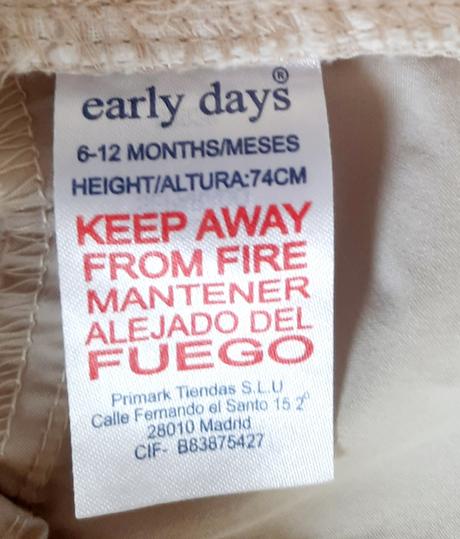 early days®
6-12 MONTHS/MESES
HEIGHT/ALTURA:74CM
KEEP AWAY
FROM FIRE
MANTENER
ALEJADO DEL
FUEGO
Primark Tiendas S.L.U
Calle Fernando el Santo 15 2º
28010 Madrid
CIF- B83875427